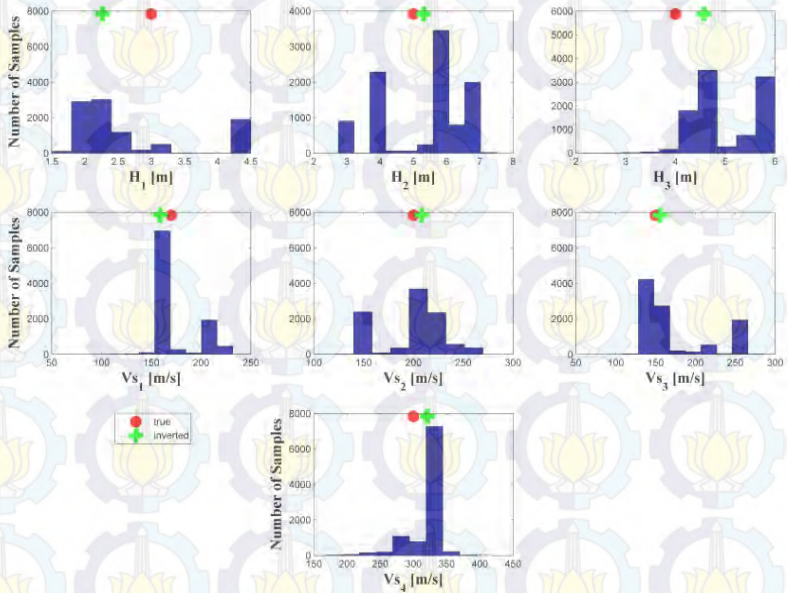 Number of Samples
8000
6000
4000
2000
0
1.5 2 2.5 3 3.5 4 4.5
H1 [m]
4000
3000
2000
1000
0
2 3 4 5 6 7 8
H2 [m]
6000
5000
4000
3000
2000
1000
0
2 3 4 5 6
H3 [m]
Number of Samples
8000
6000
4000
2000
0
50 100 150 200 250
Vs1 [m/s]
8000
6000
4000
2000
0
100 150 200 250 300
Vs2 [m/s]
8000
6000
4000
2000
0
50 100 150 200 250 300
Vs3 [m/s]
true
inverted
Number of Samples
8000
6000
4000
2000
0
150 200 250 300 350 400 450
Vs4 [m/s]